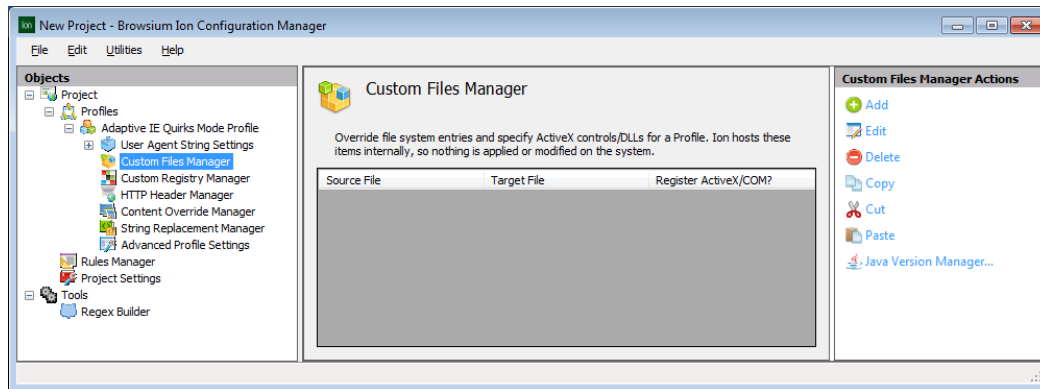 Ion New Project - Browsium Ion Configuration Manager
File Edit Utilities Help
Objects
Project
Profiles
Adaptive IE Quirks Mode Profile
User Agent String Settings
Custom Files Manager
Custom Registry Manager
HTTP Header Manager
Content Override Manager
String Replacement Manager
Advanced Profile Settings
Rules Manager
Project Settings
Tools
Regex Builder
Custom Files Manager
Override file system entries and specify ActiveX controls/DLLs for a Profile. Ion hosts these
items internally, so nothing is applied or modified on the system.
Source File Target File Register ActiveX/COM?
Custom Files Manager Actions
Add
Edit
Delete
Copy
Cut
Paste
Java Version Manager...